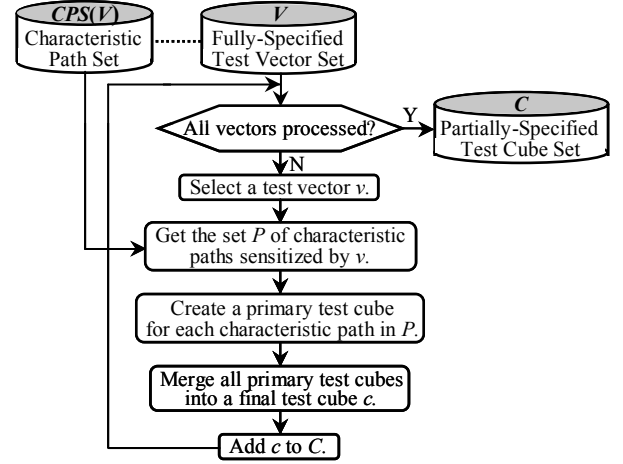 CPS(V)
Characteristic
Path Set
V
Fully-Specified
Test Vector Set
All vectors processed?
Y
C
Partially-Specified
Test Cube Set
N
Select a test vector v.
Get the set P of characteristic
paths sensitized by v.
Create a primary test cube
for each characteristic path in P.
Merge all primary test cubes
into a final test cube c.
Add c to C.